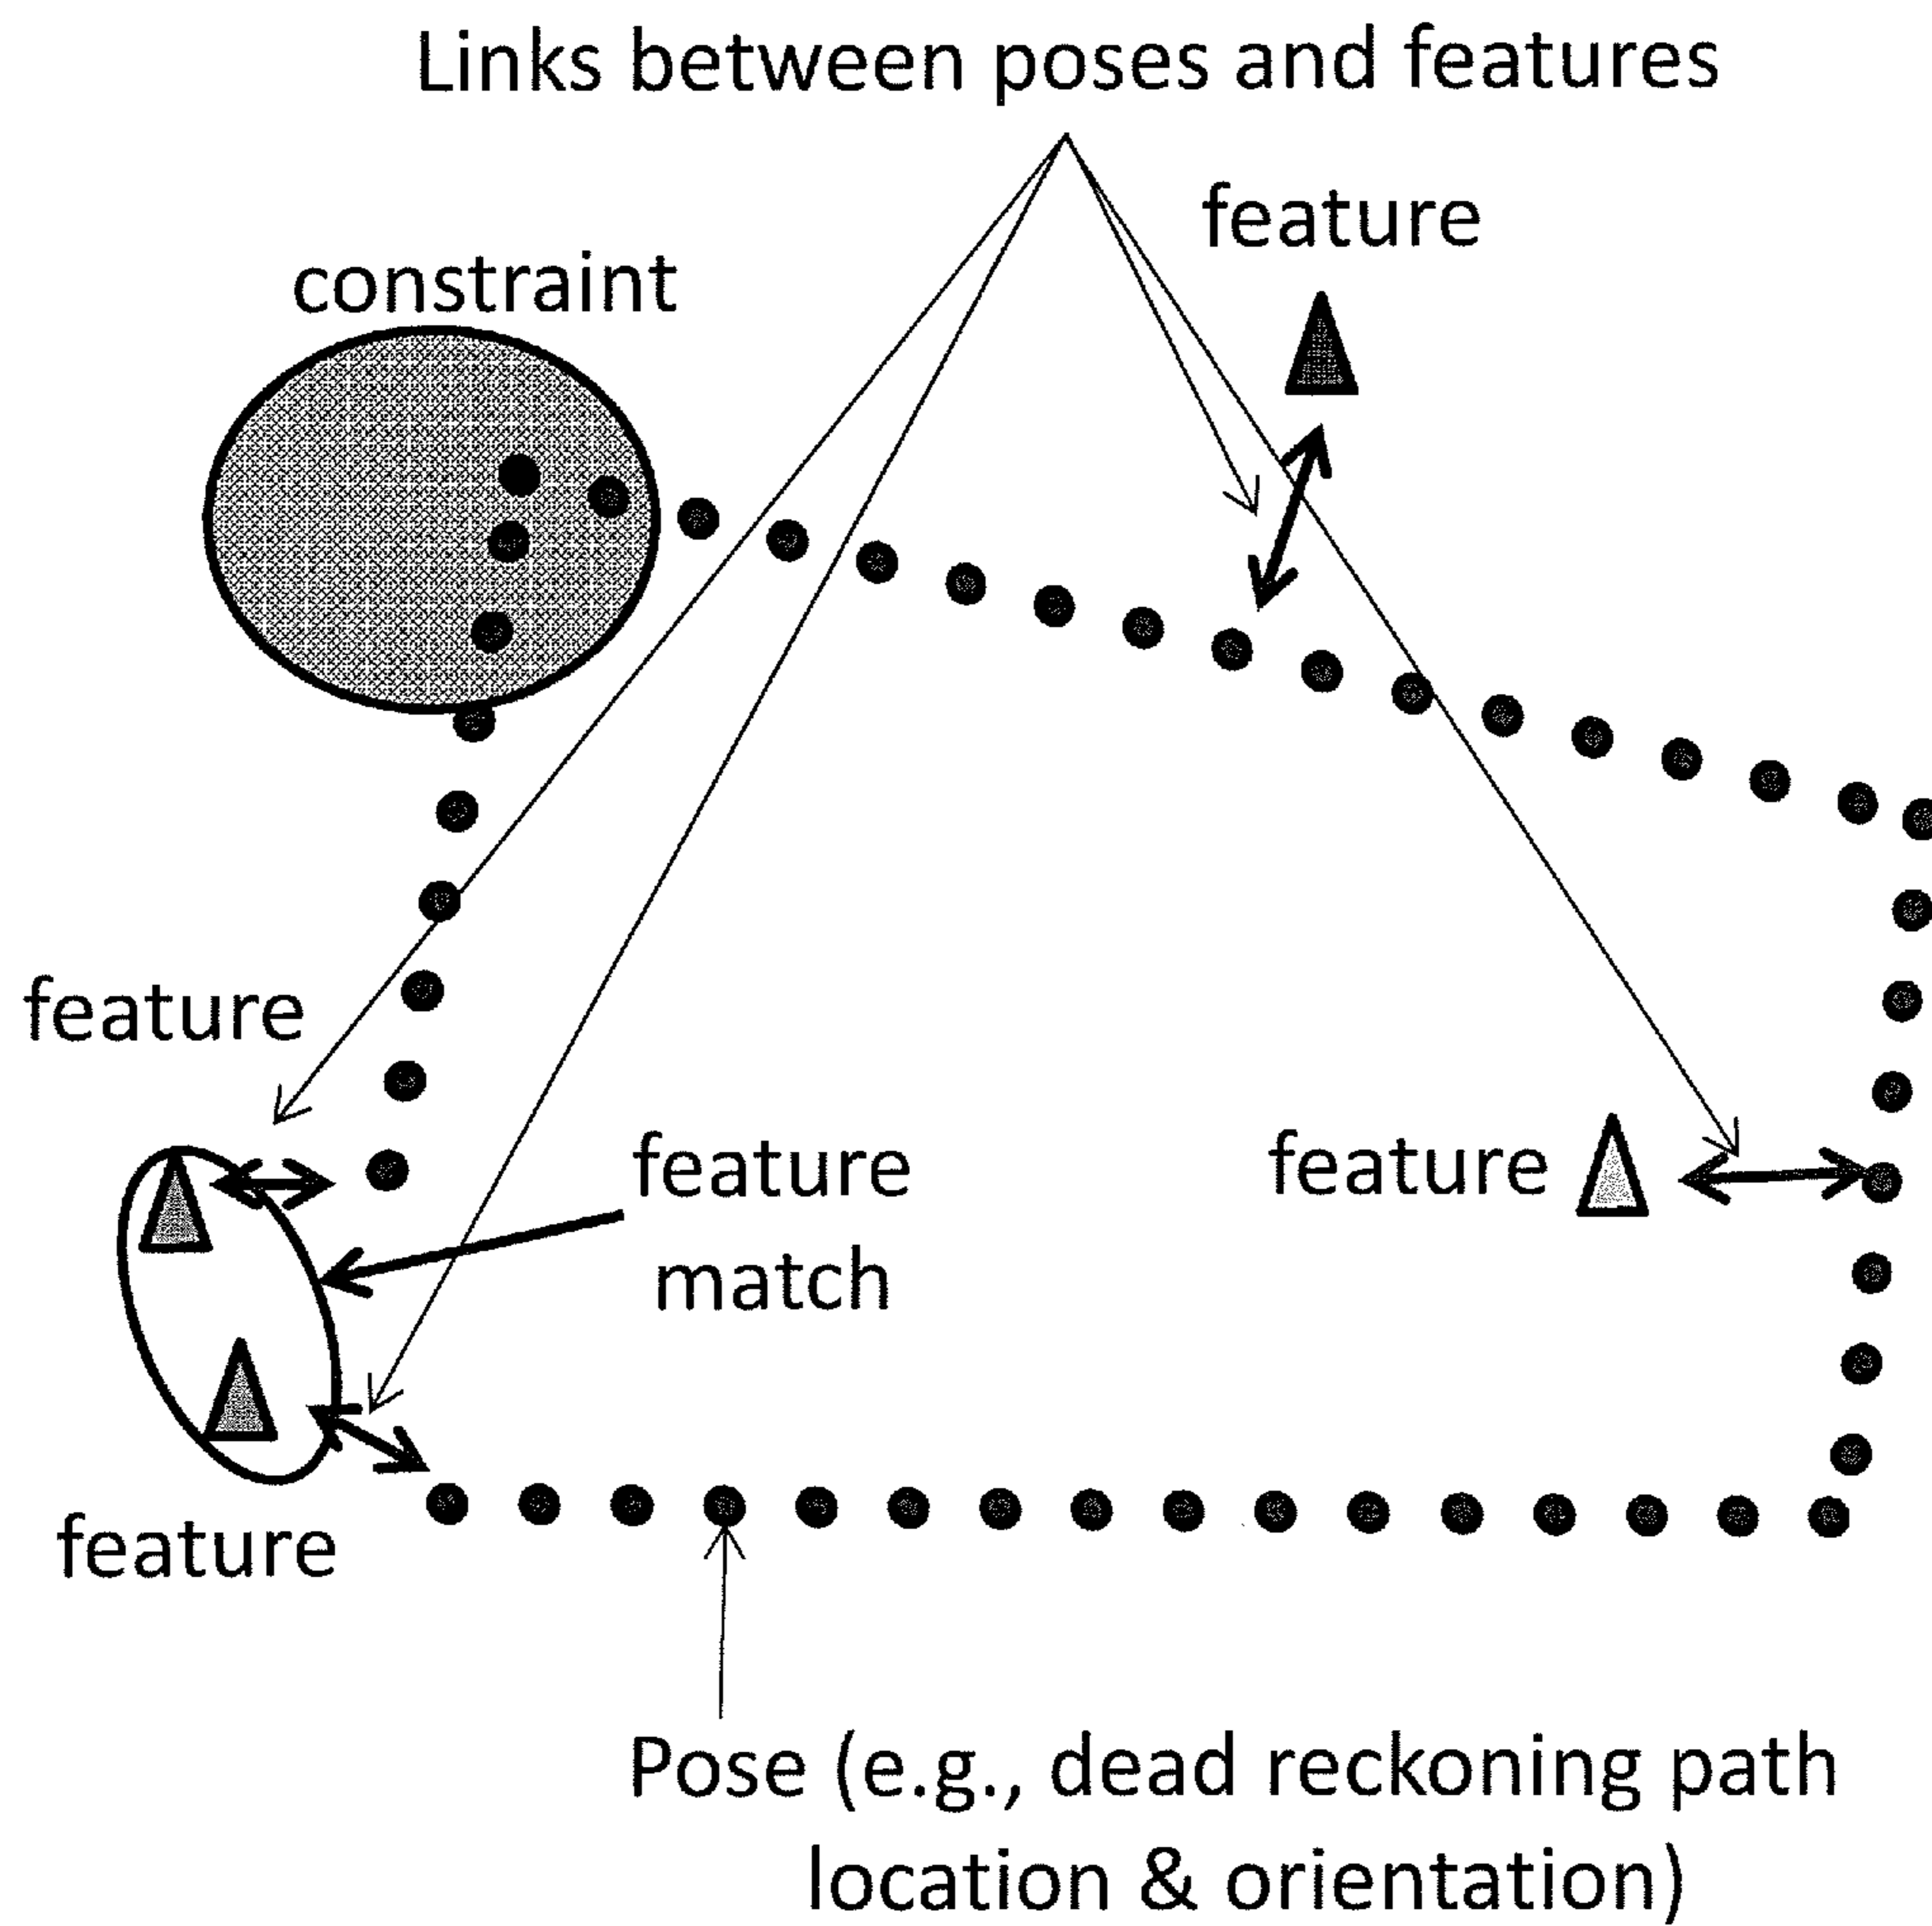 Links between poses and features
feature
constraint
feature
feature
match
feature
feature
Pose (e.g., dead reckoning path
location & orientation)